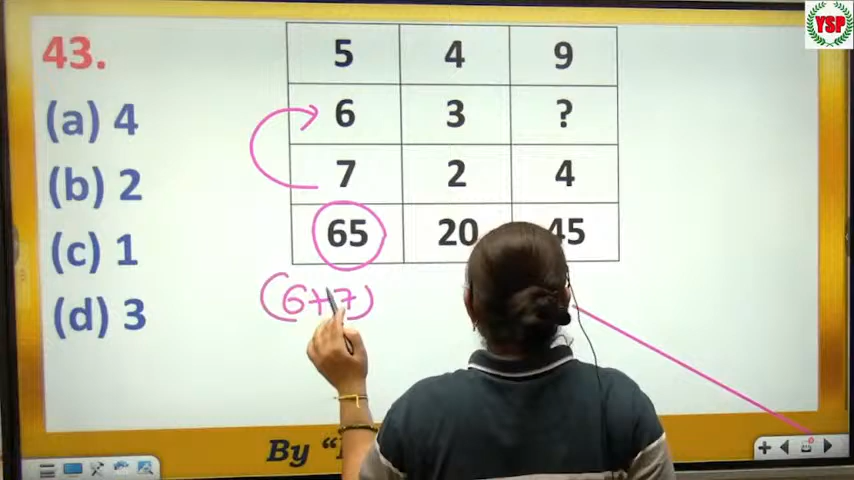 YSP
43.
(a) 4
(b) 2
(c) 1
(d) 3
5 4 9
6 3 ?
7 2 4
65 20 45
(6+7)
By "